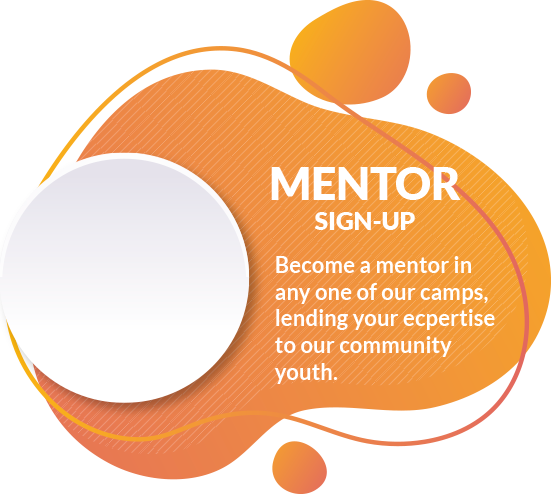 MENTOR
SIGN-UP
Become a mentor in
any one of our camps,
lending your ecpertise
to our community
youth.